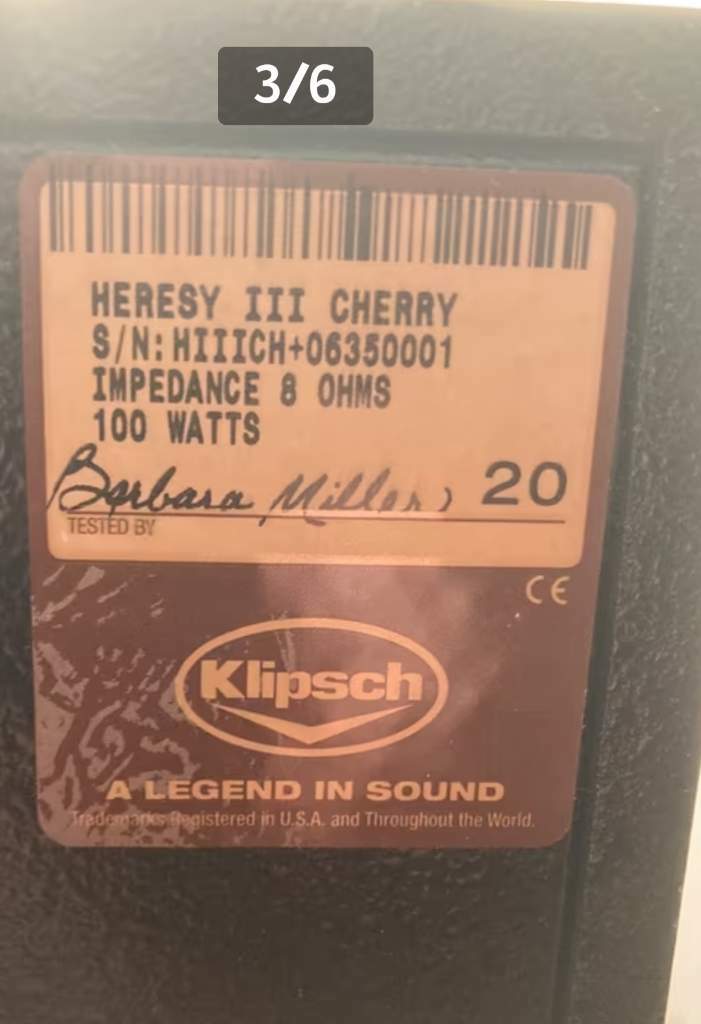 3/6
HERESY III CHERRY
S/N:HIIICH+06350001
IMPEDANCE 8 OHMS
100 WATTS
Barbara Miller 20
TESTED BY
CE
Klipsch
A LEGEND IN SOUND
Trademarks Registered in U.S.A. and Throughout the World.